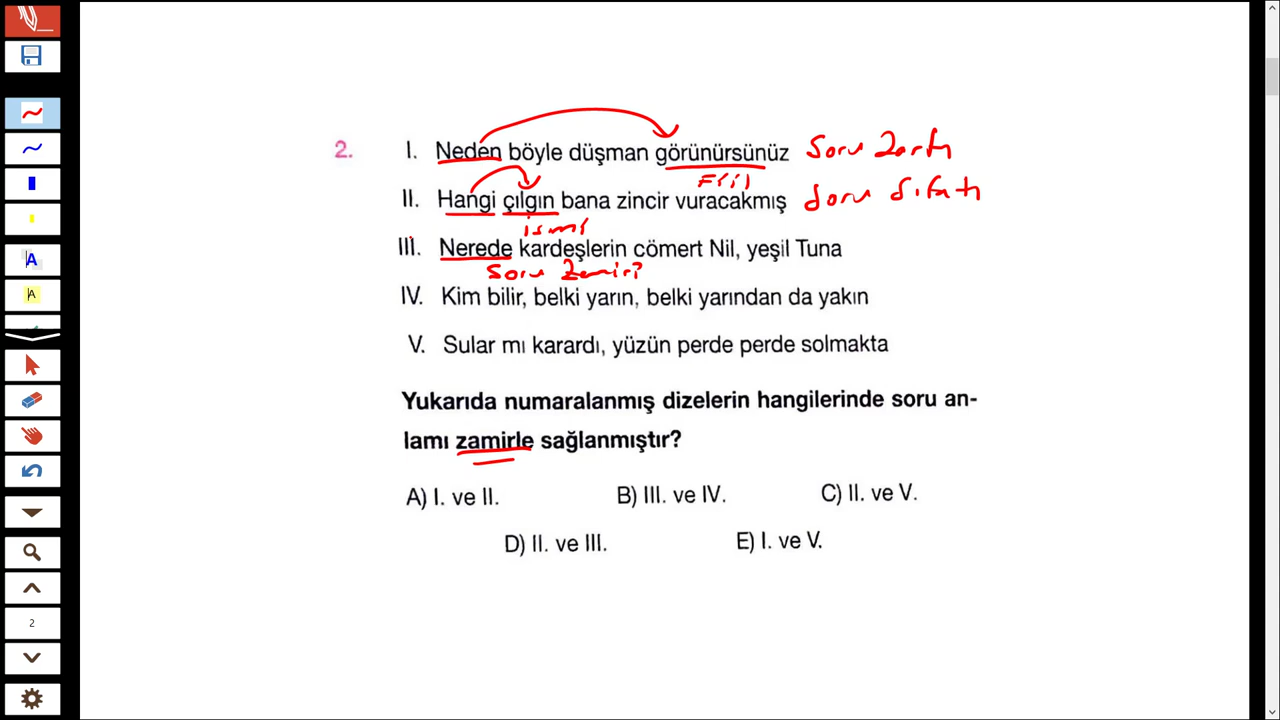 2. I. Neden böyle düşman görünürsünüz Soru Zarfı
Fiil
II. Hangi çılgın bana zincir vuracakmış Soru Sıfatı
ismi
III. Nerede kardeşlerin cömert Nil, yeşil Tuna
Soru Zamiri
IV. Kim bilir, belki yarın, belki yarından da yakın
V. Sular mı karardı, yüzün perde perde solmakta
Yukarıda numaralanmış dizelerin hangilerinde soru an-
lamı zamirle sağlanmıştır?
A) I. ve II. B) III. ve IV. C) II. ve V.
D) II. ve III. E) I. ve V.
A
A
2